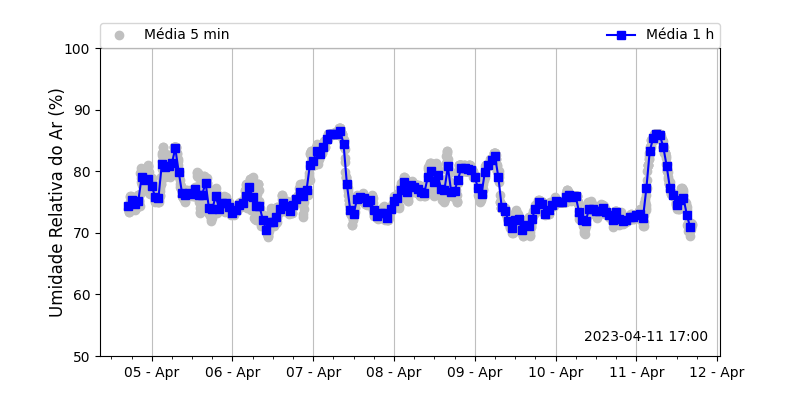 Média 5 min
Média 1 h
Umidade Relativa do Ar (%)
100
90
80
70
60
50
2023-04-11 17:00
05 - Apr
06 - Apr
07 - Apr
08 - Apr
09 - Apr
10 - Apr
11 - Apr
12 - Apr